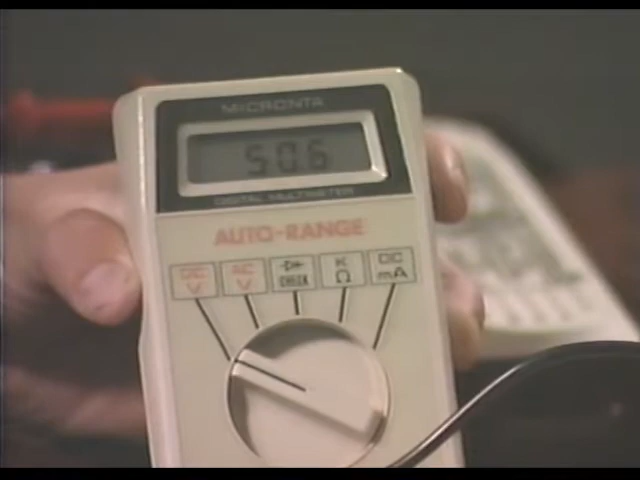 MICRONTA
50.6
DIGITAL MULTIMETER
AUTO-RANGE
DC V AC V CHECK K Ω DC mA